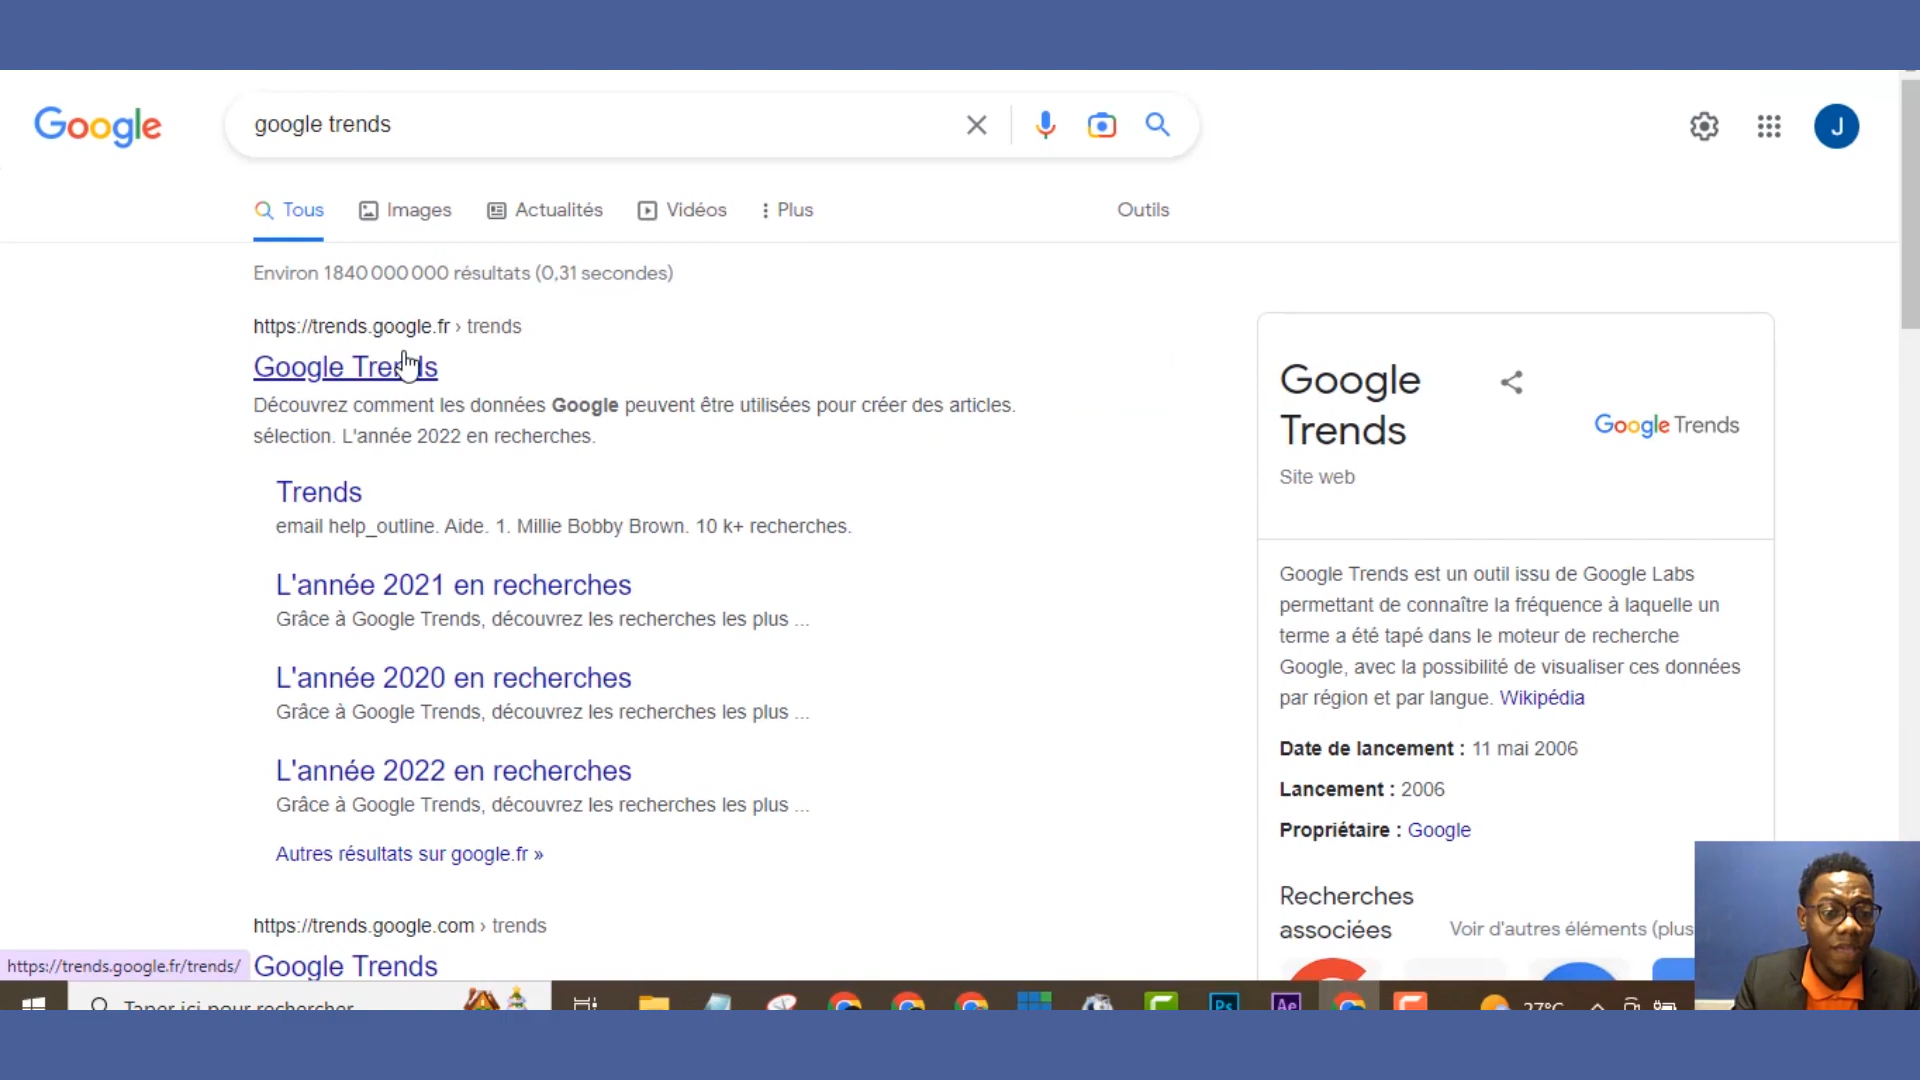 Google
google trends
J
Tous
Images
Actualités
Vidéos
Plus
Outils
Environ 1 840 000 000 résultats (0,31 secondes)
https://trends.google.fr › trends
Google Trends
Découvrez comment les données Google peuvent être utilisées pour créer des articles.
sélection. L'année 2022 en recherches.
Trends
email help_outline. Aide. 1. Millie Bobby Brown. 10 k+ recherches.
L'année 2021 en recherches
Grâce à Google Trends, découvrez les recherches les plus ...
L'année 2020 en recherches
Grâce à Google Trends, découvrez les recherches les plus ...
L'année 2022 en recherches
Grâce à Google Trends, découvrez les recherches les plus ...
Autres résultats sur google.fr »
https://trends.google.com › trends
Google Trends
https://trends.google.fr/trends/
Google
Trends
Google Trends
Site web
Google Trends est un outil issu de Google Labs
permettant de connaître la fréquence à laquelle un
terme a été tapé dans le moteur de recherche
Google, avec la possibilité de visualiser ces données
par région et par langue. Wikipédia
Date de lancement : 11 mai 2006
Lancement : 2006
Propriétaire : Google
Recherches
associées
Voir d'autres éléments (plus
Taper ici pour rechercher
Ps
Ae
27°C